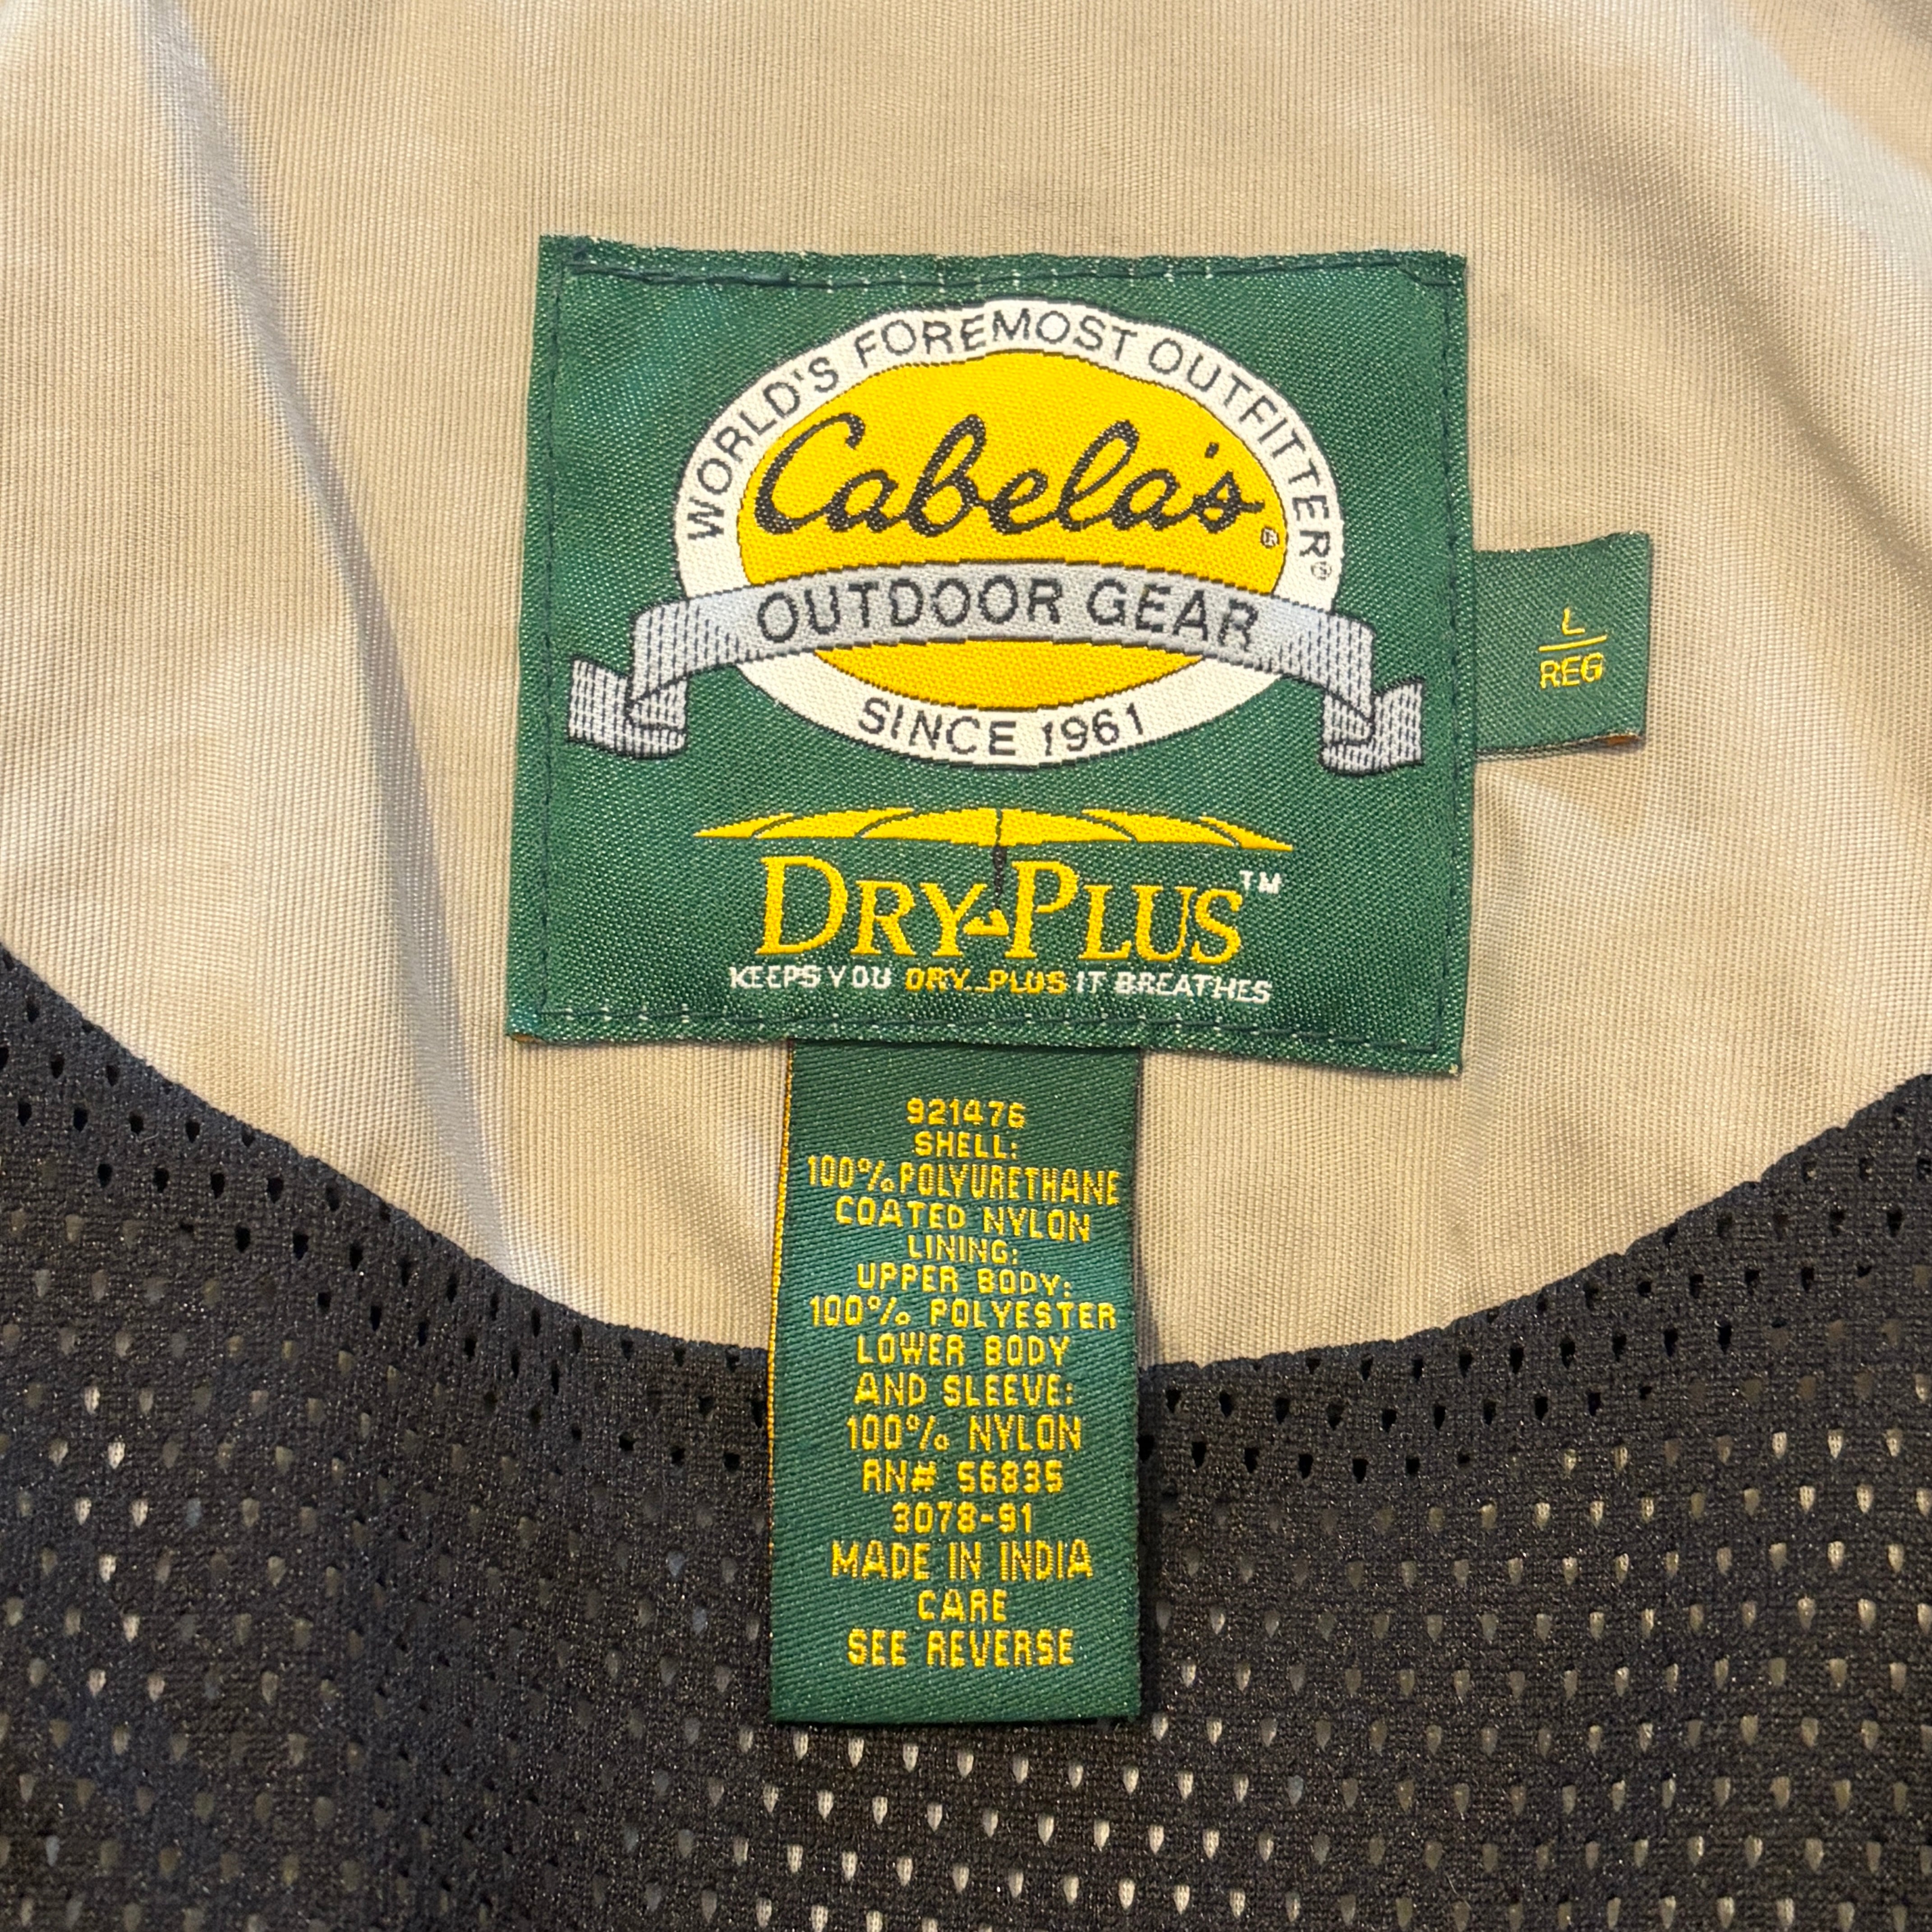 WORLD'S FOREMOST OUTFITTER®
Cabela's®
OUTDOOR GEAR
SINCE 1961
DRY-PLUS™
KEEPS YOU DRY...PLUS IT BREATHES
L
REG
921476
SHELL:
100% POLYURETHANE
COATED NYLON
LINING:
UPPER BODY:
100% POLYESTER
LOWER BODY
AND SLEEVE:
100% NYLON
RN# 56835
3078-91
MADE IN INDIA
CARE
SEE REVERSE